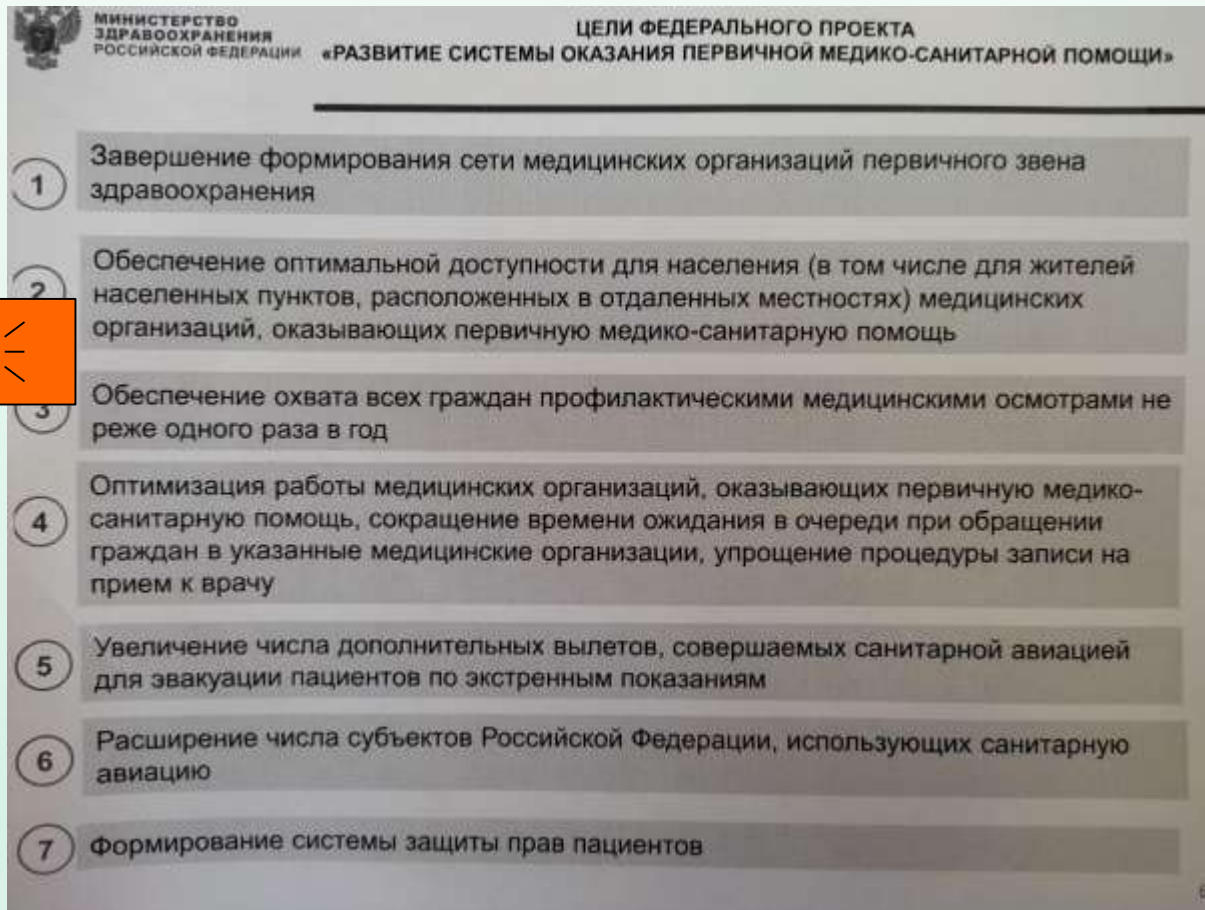 МИНИСТЕРСТВО
ЗДРАВООХРАНЕНИЯ
РОССИЙСКОЙ ФЕДЕРАЦИИ
ЦЕЛИ ФЕДЕРАЛЬНОГО ПРОЕКТА
«РАЗВИТИЕ СИСТЕМЫ ОКАЗАНИЯ ПЕРВИЧНОЙ МЕДИКО-САНИТАРНОЙ ПОМОЩИ»
1
Завершение формирования сети медицинских организаций первичного звена
здравоохранения
2
Обеспечение оптимальной доступности для населения (в том числе для жителей
населенных пунктов, расположенных в отдаленных местностях) медицинских
организаций, оказывающих первичную медико-санитарную помощь
3
Обеспечение охвата всех граждан профилактическими медицинскими осмотрами не
реже одного раза в год
4
Оптимизация работы медицинских организаций, оказывающих первичную медико-
санитарную помощь, сокращение времени ожидания в очереди при обращении
граждан в указанные медицинские организации, упрощение процедуры записи на
прием к врачу
5
Увеличение числа дополнительных вылетов, совершаемых санитарной авиацией
для эвакуации пациентов по экстренным показаниям
6
Расширение числа субъектов Российской Федерации, использующих санитарную
авиацию
7
Формирование системы защиты прав пациентов